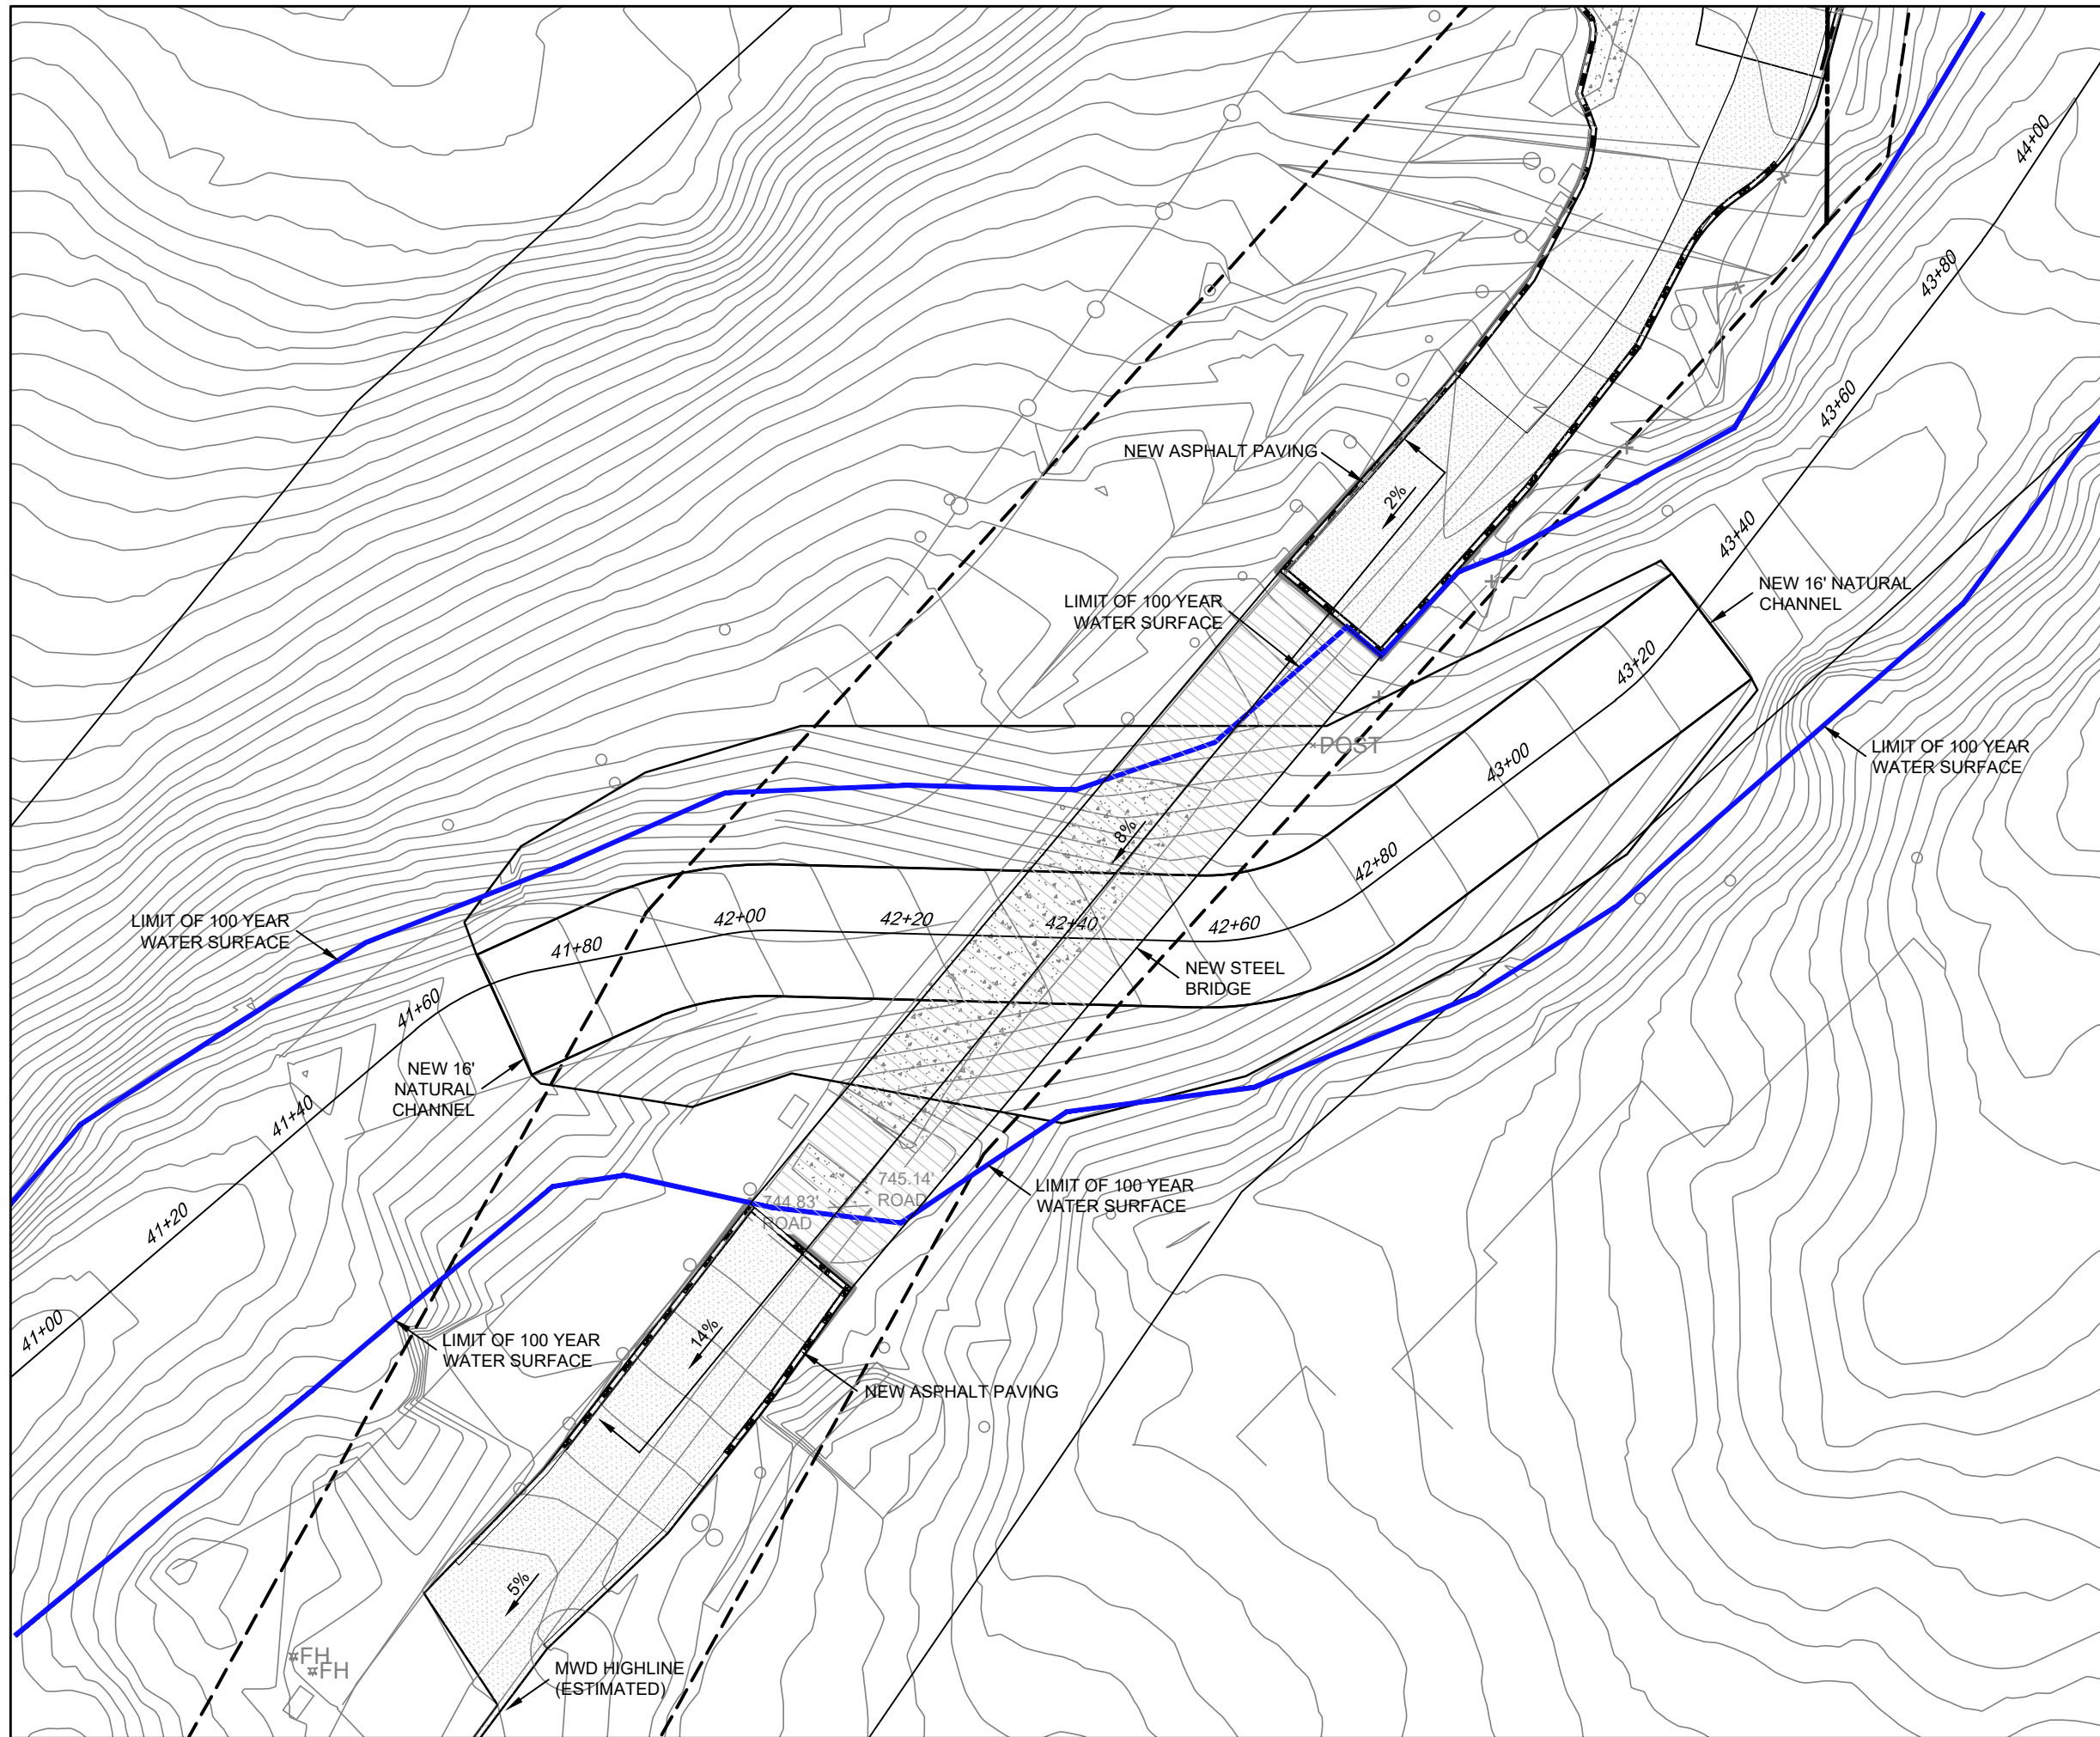 44+00
43+80
43+60
NEW ASPHALT PAVING
2%
43+40
NEW 16' NATURAL
CHANNEL
LIMIT OF 100 YEAR
WATER SURFACE
43+20
POST
LIMIT OF 100 YEAR
WATER SURFACE
43+00
8%
42+80
LIMIT OF 100 YEAR
WATER SURFACE
42+00
42+20
42+40
42+60
41+80
NEW STEEL
BRIDGE
41+60
NEW 16'
NATURAL
CHANNEL
41+40
745.14'
ROAD
744.83'
ROAD
LIMIT OF 100 YEAR
WATER SURFACE
41+20
41+00
14%
LIMIT OF 100 YEAR
WATER SURFACE
NEW ASPHALT PAVING
5%
FH
FH
MWD HIGHLINE
(ESTIMATED)